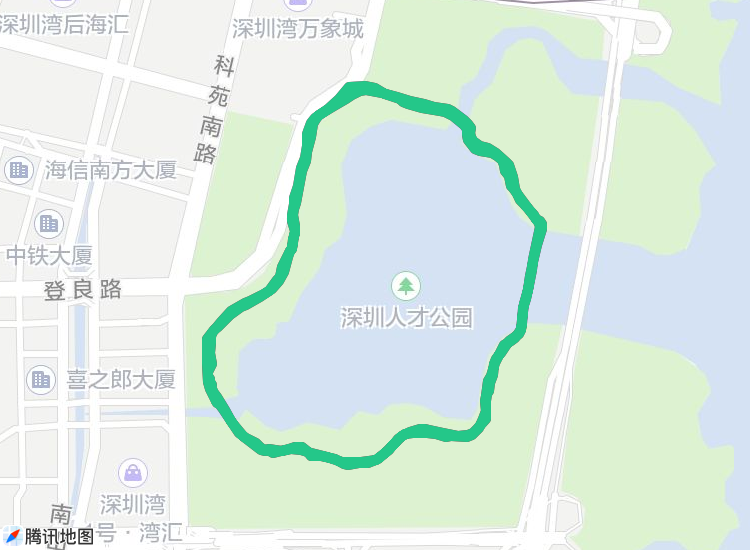 深圳湾后海汇
深圳湾万象城
科苑南路
海信南方大厦
中铁大厦
登良路
深圳人才公园
喜之郎大厦
深圳湾
1号·湾汇
南
腾讯地图